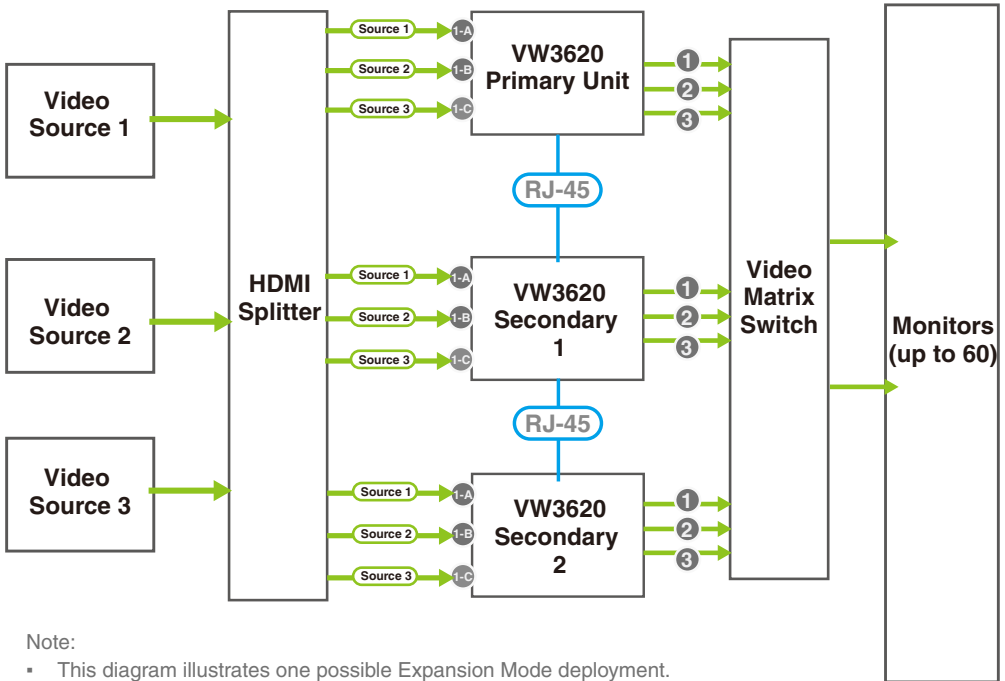 Video
Source 1
Video
Source 2
Video
Source 3
HDMI
Splitter
Source 1
1-A
Source 2
1-B
Source 3
1-C
VW3620
Primary Unit
1
2
3
RJ-45
Source 1
1-A
Source 2
1-B
Source 3
1-C
VW3620
Secondary
1
1
2
3
RJ-45
Source 1
1-A
Source 2
1-B
Source 3
1-C
VW3620
Secondary
2
1
2
3
Video
Matrix
Switch
Monitors
(up to 60)
Note:
▪ This diagram illustrates one possible Expansion Mode deployment.